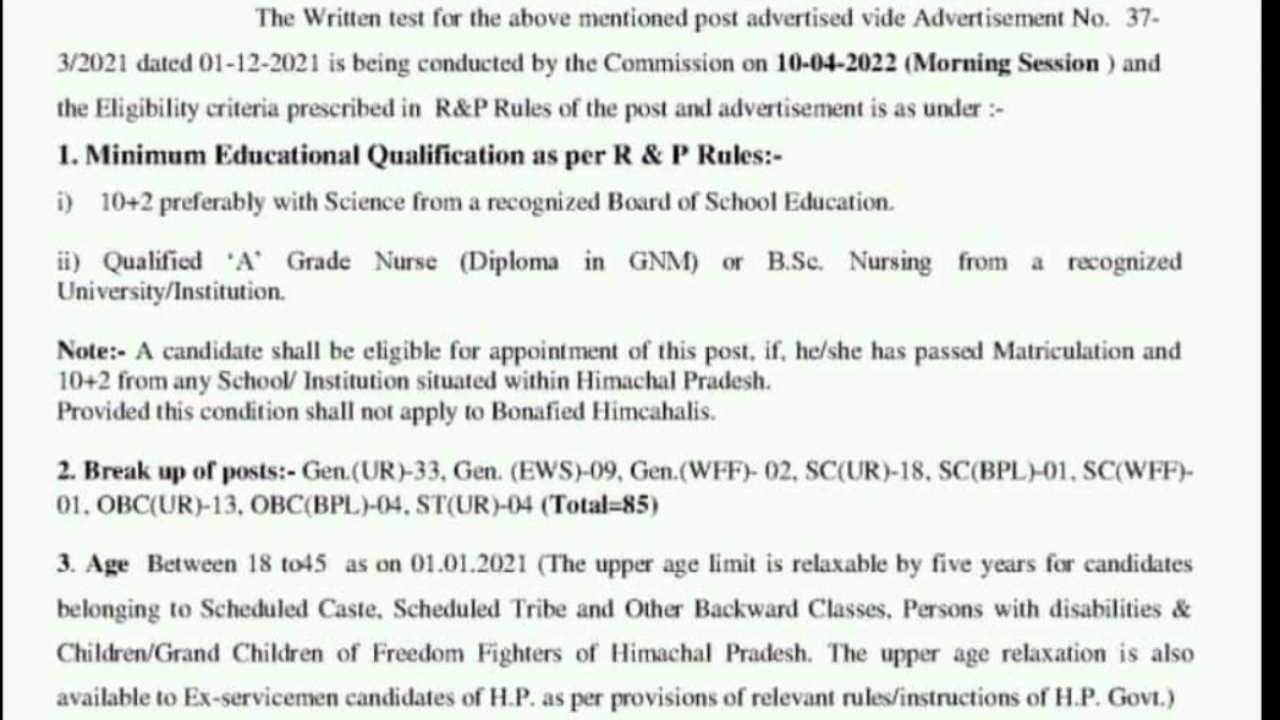 The Written test for the above mentioned post advertised vide Advertisement No. 37-
3/2021 dated 01-12-2021 is being conducted by the Commission on 10-04-2022 (Morning Session ) and
the Eligibility criteria prescribed in R&P Rules of the post and advertisement is as under :-
1. Minimum Educational Qualification as per R & P Rules:-
i) 10+2 preferably with Science from a recognized Board of School Education.
ii) Qualified 'A' Grade Nurse (Diploma in GNM) or B.Sc. Nursing from a recognized
University/Institution.
Note:- A candidate shall be eligible for appointment of this post, if, he/she has passed Matriculation and
10+2 from any School/ Institution situated within Himachal Pradesh.
Provided this condition shall not apply to Bonafied Himcahalis.
2. Break up of posts:- Gen.(UR)-33, Gen. (EWS)-09, Gen.(WFF)- 02, SC(UR)-18, SC(BPL)-01, SC(WFF)-
01, OBC(UR)-13, OBC(BPL)-04, ST(UR)-04 (Total=85)
3. Age Between 18 to45 as on 01.01.2021 (The upper age limit is relaxable by five years for candidates
belonging to Scheduled Caste, Scheduled Tribe and Other Backward Classes, Persons with disabilities &
Children/Grand Children of Freedom Fighters of Himachal Pradesh. The upper age relaxation is also
available to Ex-servicemen candidates of H.P. as per provisions of relevant rules/instructions of H.P. Govt.)